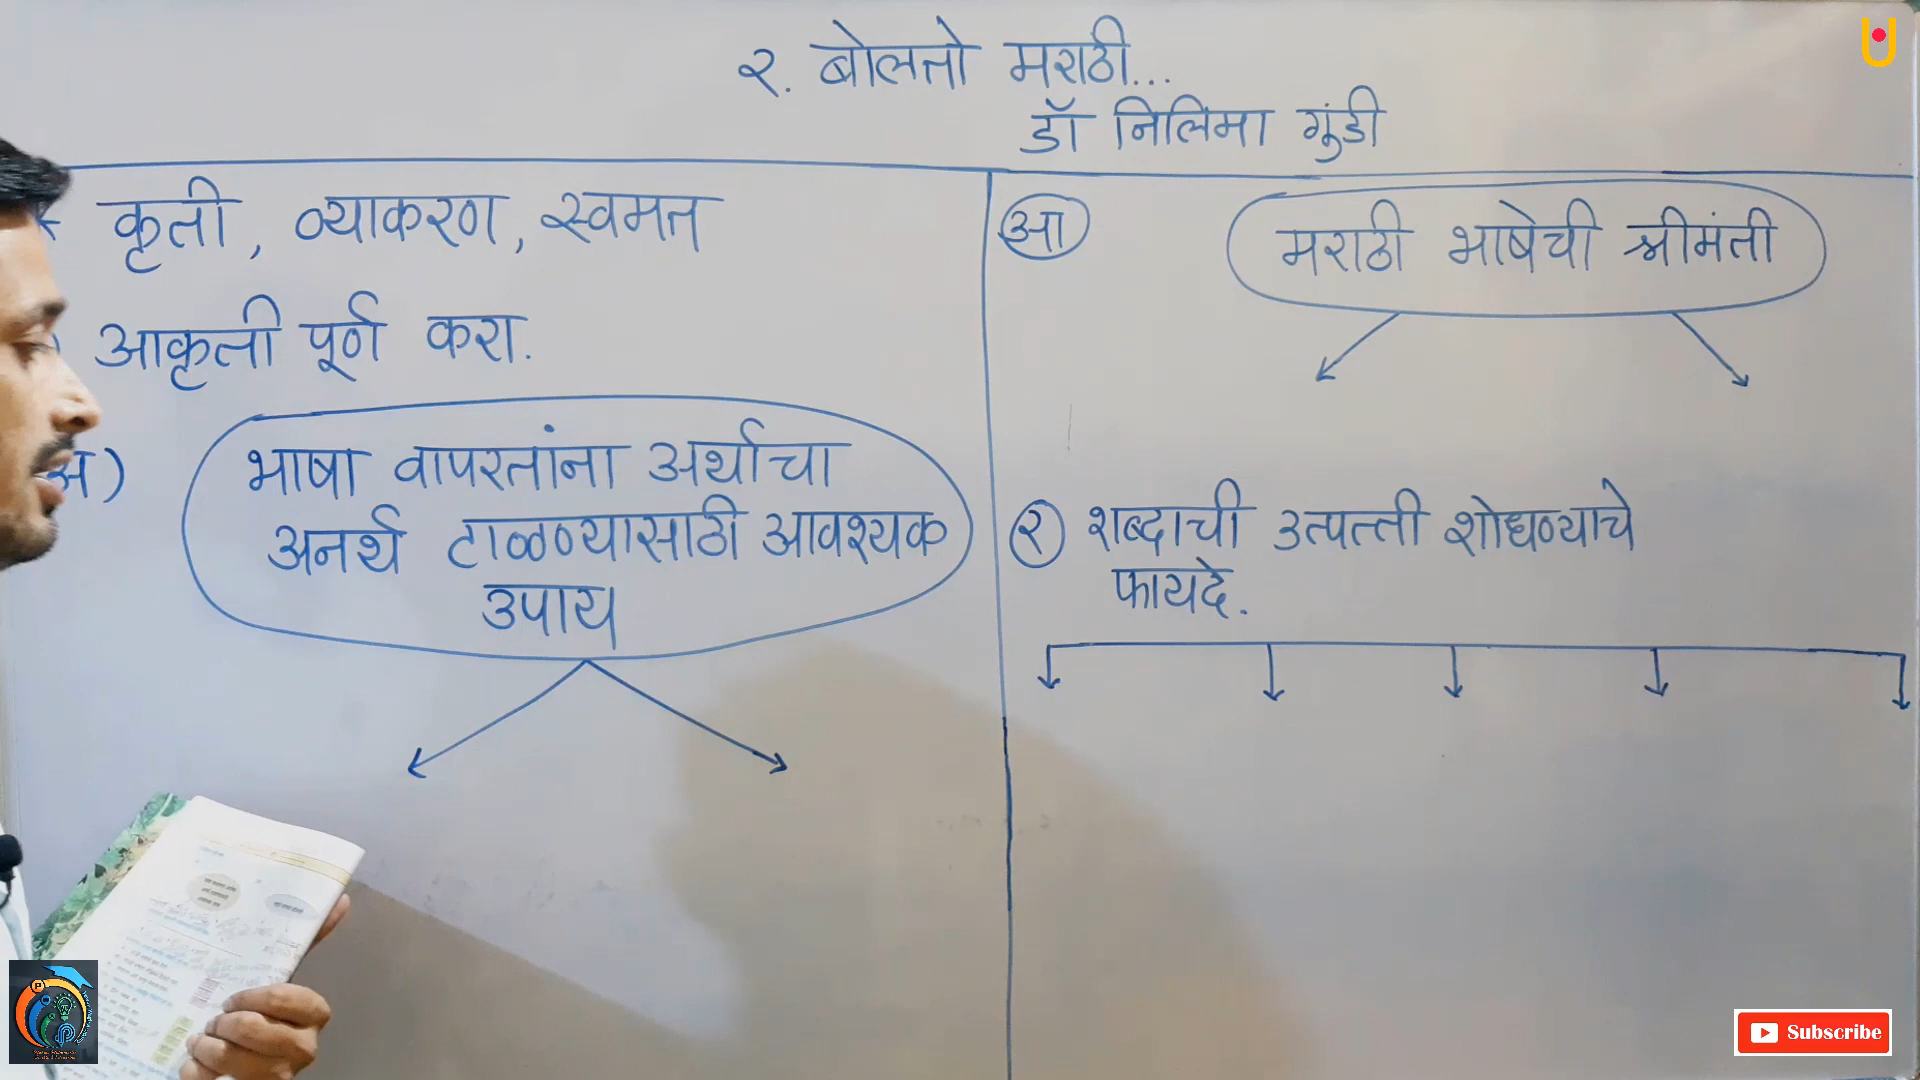 २. बोलतो मराठी...
डॉ निलिमा गुंडी
कृती, व्याकरण, स्वमत
आकृती पूर्ण करा.
अ)
भाषा वापरतांना अर्थाचा
अनर्थ टाळण्यासाठी आवश्यक
उपाय
आ
मराठी भाषेची श्रीमंती
२ शब्दाची उत्पत्ती शोधण्याचे
फायदे.
Subscribe